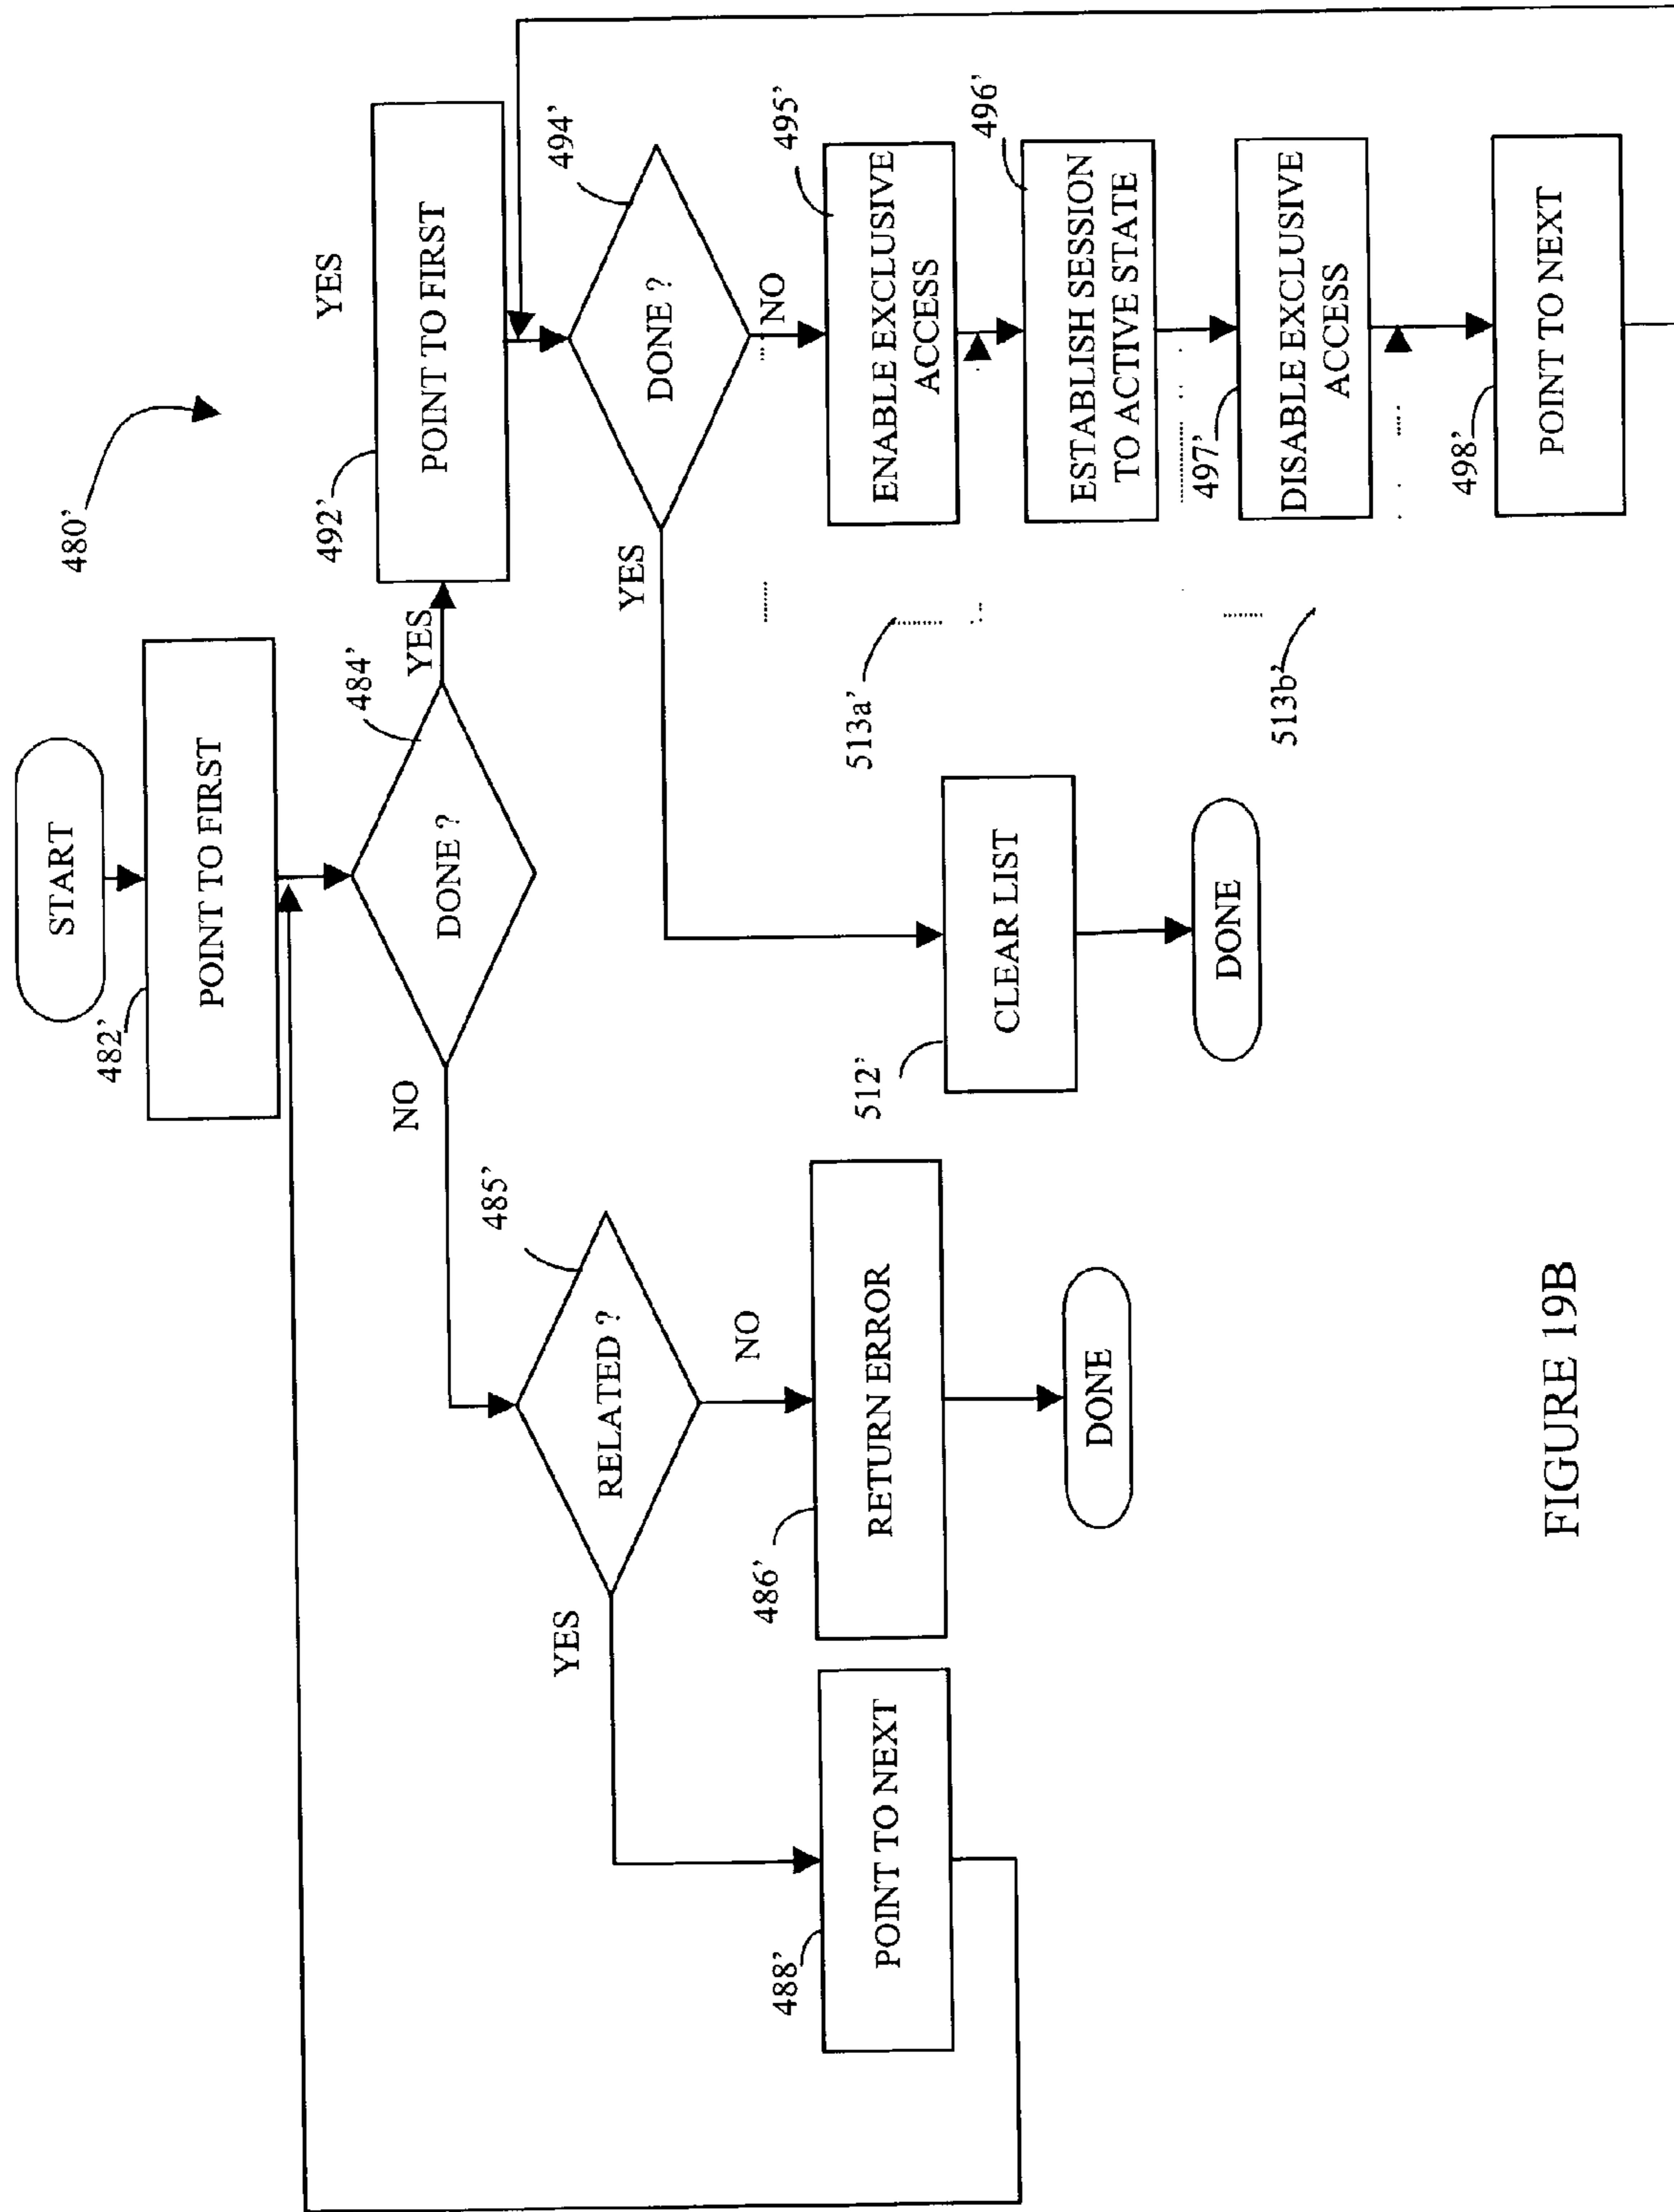 START
480'
482'
POINT TO FIRST
YES
484'
DONE ?
YES
492'
POINT TO FIRST
NO
494'
DONE ?
YES
NO
485'
RELATED ?
YES
NO
495'
ENABLE EXCLUSIVE
ACCESS
496'
ESTABLISH SESSION
TO ACTIVE STATE
497'
DISABLE EXCLUSIVE
ACCESS
498'
POINT TO NEXT
513a'
513b'
512'
CLEAR LIST
DONE
486'
RETURN ERROR
DONE
488'
POINT TO NEXT
FIGURE 19B